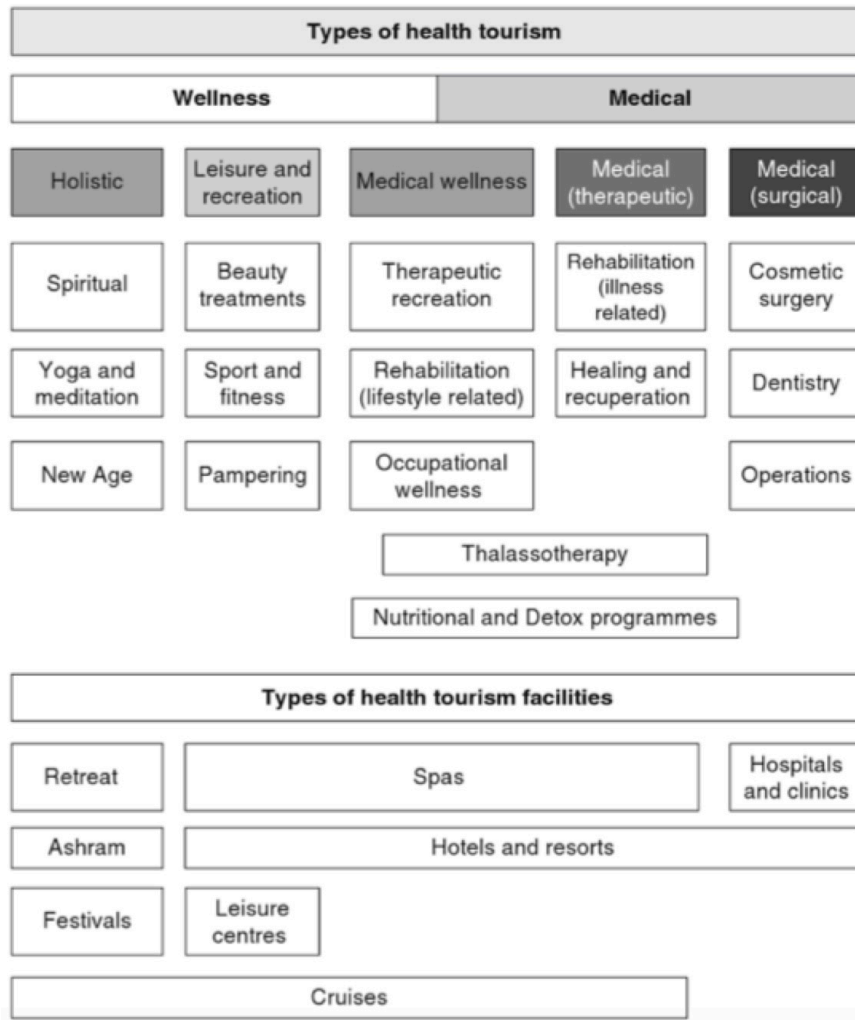 Types of health tourism
Wellness
Medical
Holistic
Leisure and
recreation
Medical wellness
Medical
(therapeutic)
Medical
(surgical)
Spiritual
Beauty
treatments
Therapeutic
recreation
Rehabilitation
(illness
related)
Cosmetic
surgery
Yoga and
meditation
Sport and
fitness
Rehabilitation
(lifestyle related)
Healing and
recuperation
Dentistry
New Age
Pampering
Occupational
wellness
Operations
Thalassotherapy
Nutritional and Detox programmes
Types of health tourism facilities
Retreat
Spas
Hospitals
and clinics
Ashram
Hotels and resorts
Festivals
Leisure
centres
Cruises